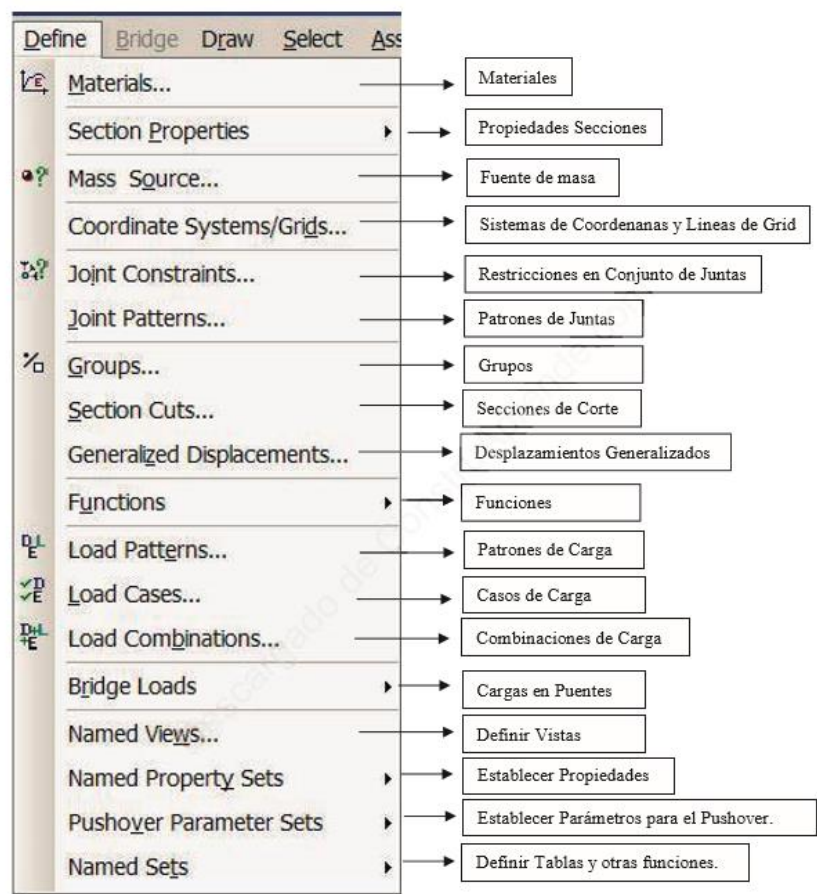 Define Bridge Draw Select Ass
Materials... Materiales
Section Properties Propiedades Secciones
Mass Source... Fuente de masa
Coordinate Systems/Grids... Sistemas de Coordenanas y Lineas de Grid
Joint Constraints... Restricciones en Conjunto de Juntas
Joint Patterns... Patrones de Juntas
Groups... Grupos
Section Cuts... Secciones de Corte
Generalized Displacements... Desplazamientos Generalizados
Functions Funciones
Load Patterns... Patrones de Carga
Load Cases... Casos de Carga
Load Combinations... Combinaciones de Carga
Bridge Loads Cargas en Puentes
Named Views... Definir Vistas
Named Property Sets Establecer Propiedades
Pushover Parameter Sets Establecer Parámetros para el Pushover.
Named Sets Definir Tablas y otras funciones.